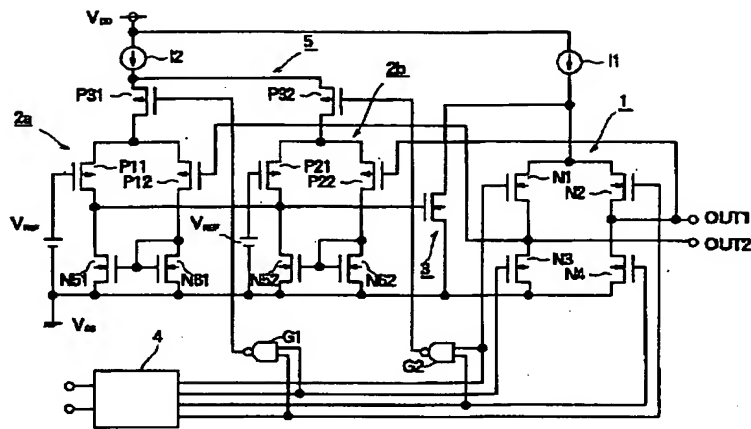 VDD
I2
5
I1
P31
P32
2b
2a
1
P11
P12
P21
P22
N1
N2
VREF
VREF
OUT1
OUT2
3
N3
N4
N51
N61
N52
N62
VSS
G1
G2
4